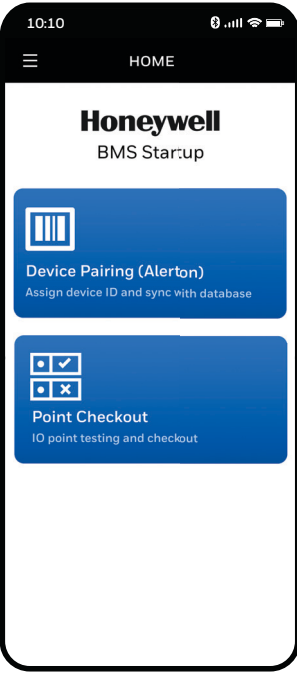 10:10
HOME
Honeywell
BMS Startup
Device Pairing (Alerton)
Assign device ID and sync with database
Point Checkout
IO point testing and checkout